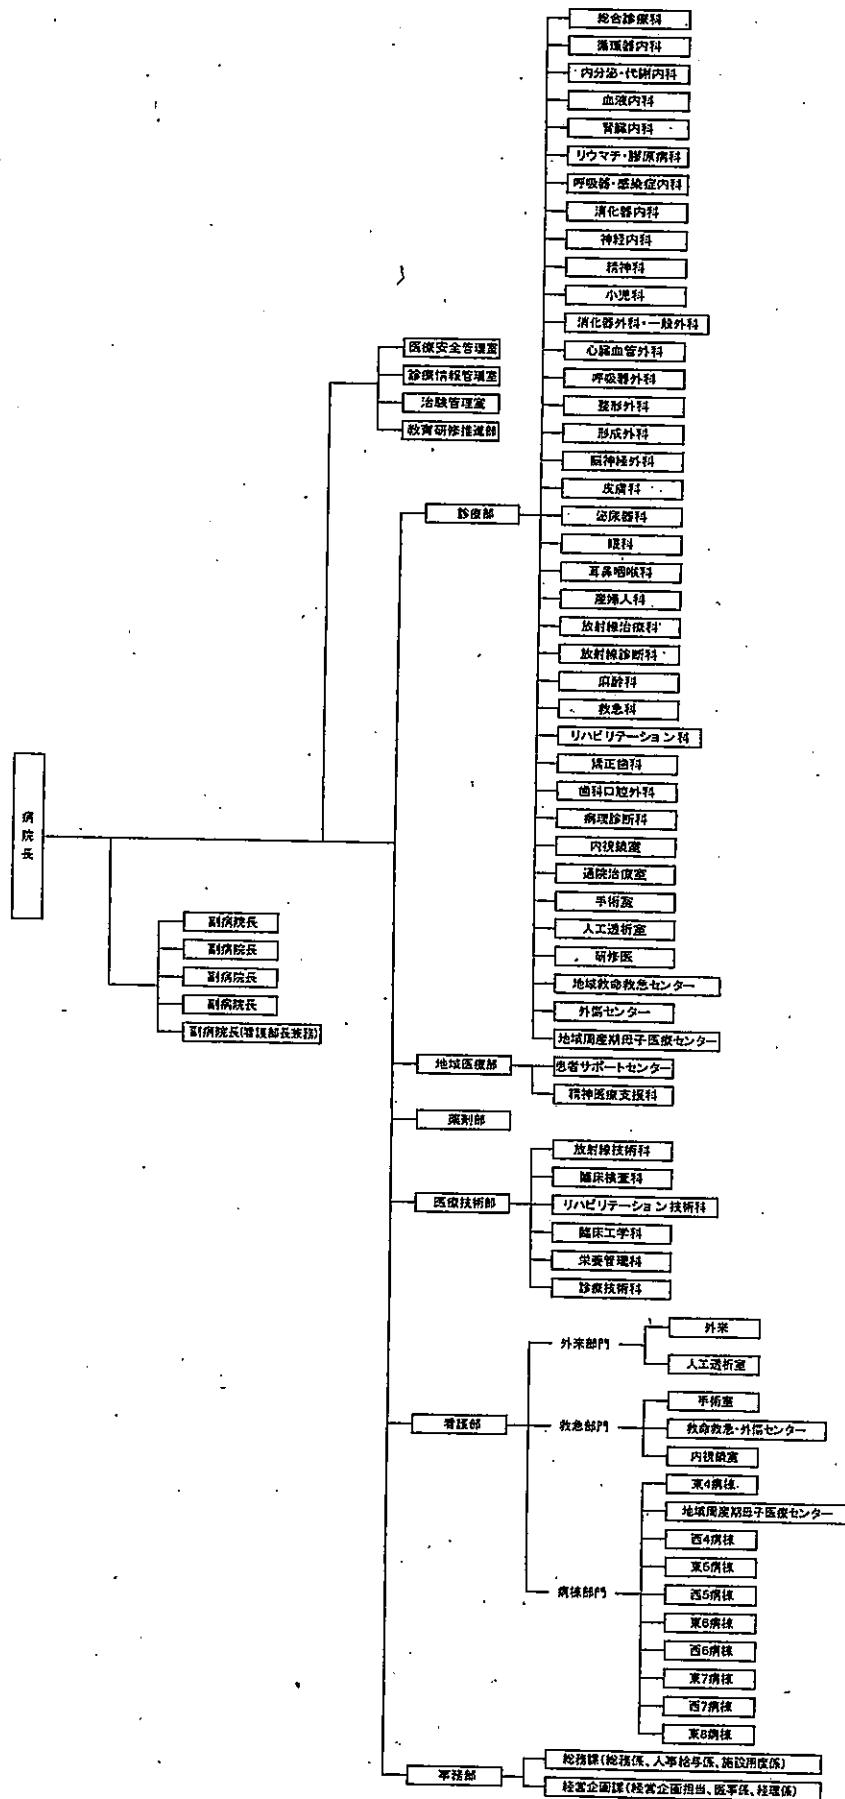 病院長
副病院長
副病院長
副病院長
副病院長
副病院長(看護部長兼務)
医療安全管理室
診療情報管理室
治験管理室
教育研修推進部
診療部
総合診療科
循環器内科
内分泌・代謝内科
血液内科
腎臓内科
リウマチ・膠原病科
呼吸器・感染症内科
消化器内科
神経内科
精神科
小児科
消化器外科・一般外科
心臓血管外科
呼吸器外科
整形外科
形成外科
脳神経外科
皮膚科
泌尿器科
眼科
耳鼻咽喉科
産婦人科
放射線治療科
放射線診断科
麻酔科
救急科
リハビリテーション科
矯正歯科
歯科口腔外科
病理診断科
内視鏡室
通院治療室
手術室
人工透析室
研修医
地域救命救急センター
外傷センター
地域周産期母子医療センター
地域医療部
患者サポートセンター
精神医療支援科
薬剤部
医療技術部
放射線技術科
臨床検査科
リハビリテーション技術科
臨床工学科
栄養管理科
診療技術科
看護部
外来部門
外来
人工透析室
救急部門
手術室
救命救急・外傷センター
内視鏡室
病棟部門
東4病棟
地域周産期母子医療センター
西4病棟
東5病棟
西5病棟
東6病棟
西6病棟
東7病棟
西7病棟
東8病棟
事務部
総務課(総務係、人事給与係、施設用度係)
経営企画課(経営企画担当、医事係、経理係)